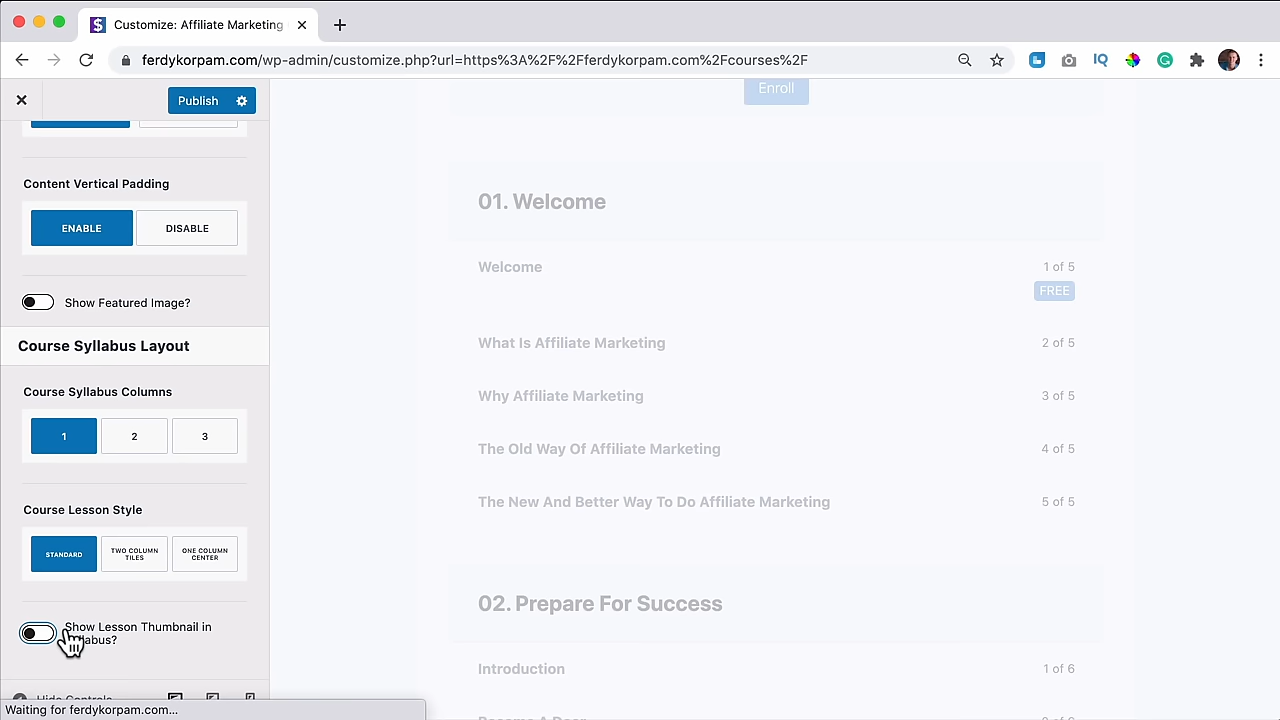 Customize: Affiliate Marketing
ferdykorpam.com/wp-admin/customize.php?url=https%3A%2F%2Fferdykorpam.com%2Fcourses%2F
IQ
Publish
Enroll
Content Vertical Padding
ENABLE
DISABLE
Show Featured Image?
Course Syllabus Layout
Course Syllabus Columns
1
2
3
Course Lesson Style
STANDARD
TWO COLUMN
TILES
ONE COLUMN
CENTER
Show Lesson Thumbnail in
Hide Controls
Waiting for ferdykorpam.com...
01. Welcome
Welcome
1 of 5
FREE
What Is Affiliate Marketing
2 of 5
Why Affiliate Marketing
3 of 5
The Old Way Of Affiliate Marketing
4 of 5
The New And Better Way To Do Affiliate Marketing
5 of 5
02. Prepare For Success
Introduction
1 of 6